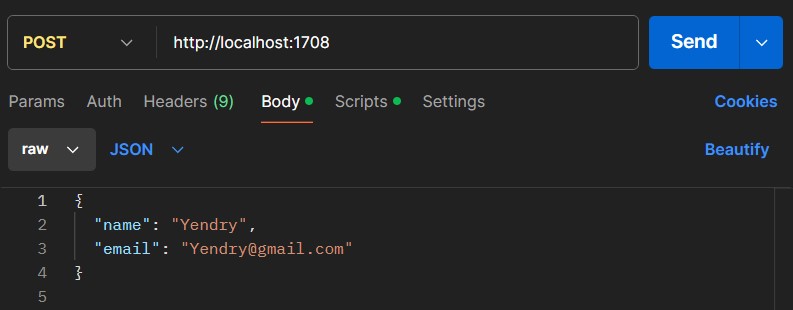 POST http://localhost:1708 Send
Params Auth Headers (9) Body Scripts Settings Cookies
raw JSON Beautify
1 {
2 "name": "Yendry",
3 "email": "Yendry@gmail.com"
4 }
5